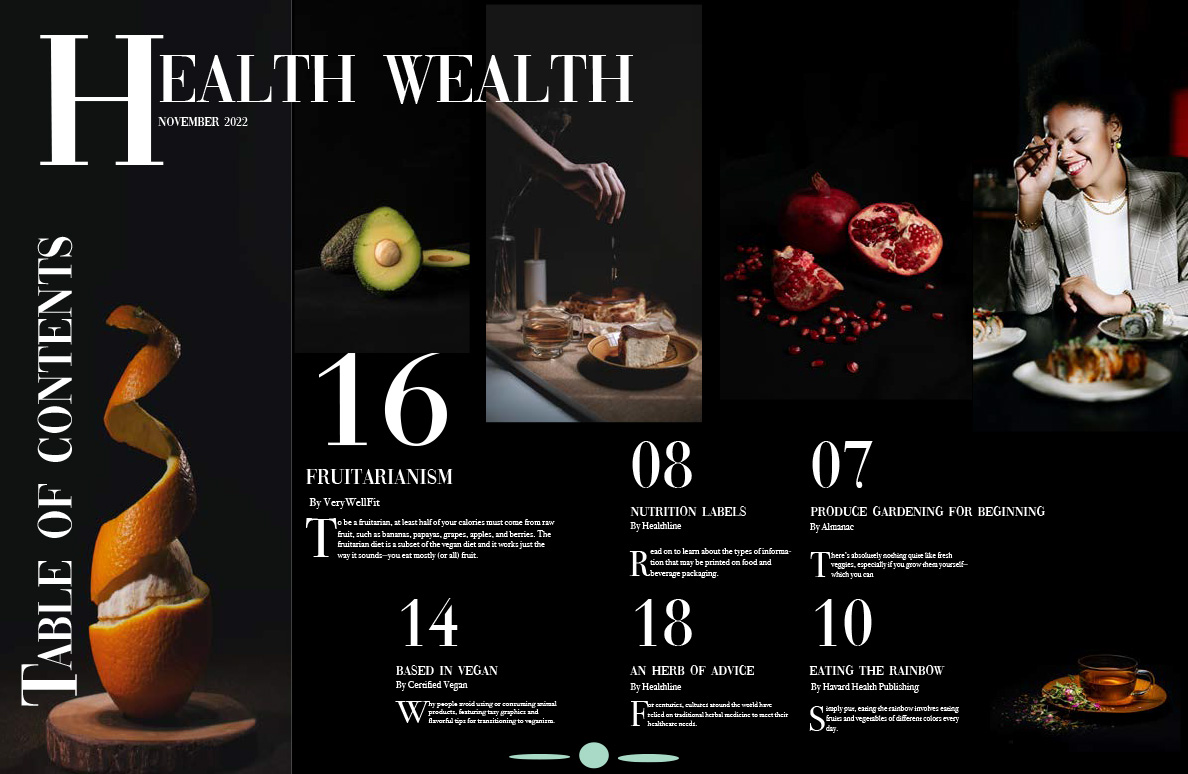 HEALTH WEALTH
NOVEMBER 2022
TABLE OF CONTENTS
16
FRUITARIANISM
By VeryWellFit
To be a fruitarian, at least half of your calories must come from raw
fruit, such as bananas, papayas, grapes, apples, and berries. The
fruitarian diet is a subset of the vegan diet and it works just the
way it sounds—you eat mostly (or all) fruit.
08
NUTRITION LABELS
By Healthline
Read on to learn about the types of informa-
tion that may be printed on food and
beverage packaging.
07
PRODUCE GARDENING FOR BEGINNING
By Almanac
There's absolutely nothing quite like fresh
veggies, especially if you grow them yourself—
which you can
14
BASED IN VEGAN
By Certified Vegan
Why people avoid using or consuming animal
products, featuring tasy graphics and
flavorful tips for transitioning to veganism.
18
AN HERB OF ADVICE
By Healthline
For centuries, cultures around the world have
relied on traditional herbal medicine to meet their
healthcare needs.
10
EATING THE RAINBOW
By Havard Health Publishing
Simply put, eating the rainbow involves eating
fruits and vegetables of different colors every
day.